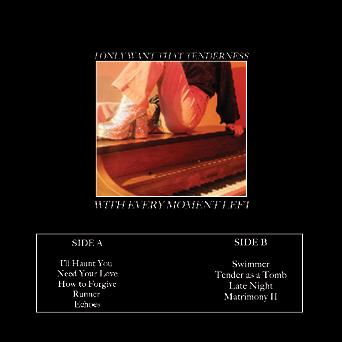 I ONLY WANT THAT TENDERNESS
WITH EVERY MOMENT LEFT
SIDE A
I'll Haunt You
Need Your Love
How to Forgive
Runner
Echoes
SIDE B
Swimmer
Tender as a Tomb
Late Night
Matrimony II